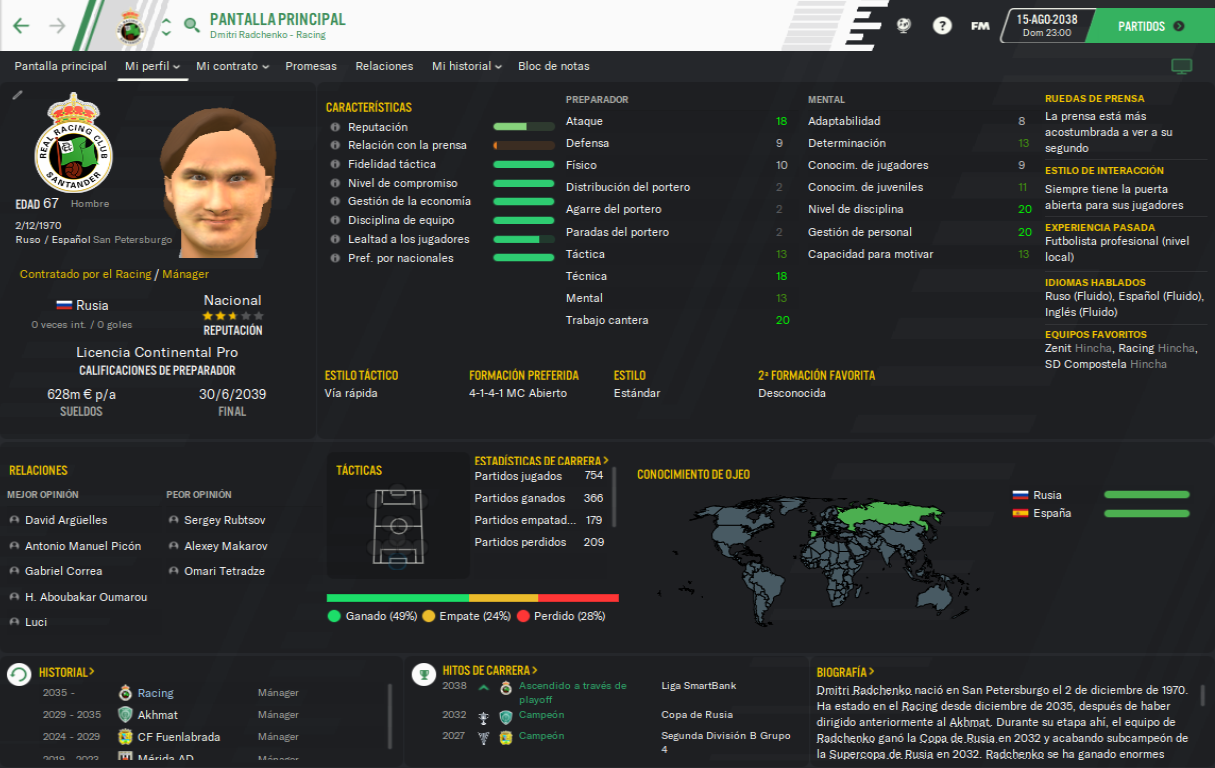 PANTALLA PRINCIPAL
Dmitri Radchenko - Racing
?
FM
15-AGO-2038
Dom 23:00
PARTIDOS
Pantalla principal
Mi perfil
Mi contrato
Promesas
Relaciones
Mi historial
Bloc de notas
REAL RACING CLUB
SANTANDER
EDAD 67 Hombre
2/12/1970
Ruso / Español San Petersburgo
Contratado por el Racing / Mánager
Rusia
0 veces int. / 0 goles
Nacional
REPUTACIÓN
Licencia Continental Pro
CALIFICACIONES DE PREPARADOR
628m € p/a
SUELDOS
30/6/2039
FINAL
CARACTERÍSTICAS
Reputación
Relación con la prensa
Fidelidad táctica
Nivel de compromiso
Gestión de la economía
Disciplina de equipo
Lealtad a los jugadores
Pref. por nacionales
PREPARADOR
Ataque 18
Defensa 9
Físico 10
Distribución del portero 2
Agarre del portero 2
Paradas del portero 2
Táctica 13
Técnica 18
Mental 13
Trabajo cantera 20
MENTAL
Adaptabilidad 8
Determinación 13
Conocim. de jugadores 9
Conocim. de juveniles 11
Nivel de disciplina 20
Gestión de personal 20
Capacidad para motivar 13
RUEDAS DE PRENSA
La prensa está más
acostumbrada a ver a su
segundo
ESTILO DE INTERACCIÓN
Siempre tiene la puerta
abierta para sus jugadores
EXPERIENCIA PASADA
Futbolista profesional (nivel
local)
IDIOMAS HABLADOS
Ruso (Fluido), Español (Fluido),
Inglés (Fluido)
EQUIPOS FAVORITOS
Zenit Hincha, Racing Hincha,
SD Compostela Hincha
ESTILO TÁCTICO
Vía rápida
FORMACIÓN PREFERIDA
4-1-4-1 MC Abierto
ESTILO
Estándar
2ª FORMACIÓN FAVORITA
Desconocida
RELACIONES
MEJOR OPINIÓN
David Argüelles
Antonio Manuel Picón
Gabriel Correa
H. Aboubakar Oumarou
Luci
PEOR OPINIÓN
Sergey Rubtsov
Alexey Makarov
Omari Tetradze
TÁCTICAS
ESTADÍSTICAS DE CARRERA
Partidos jugados 754
Partidos ganados 366
Partidos empatad... 179
Partidos perdidos 209
Ganado (49%) Empate (24%) Perdido (28%)
CONOCIMIENTO DE OJEO
Rusia
España
HISTORIAL
2035 - Racing Mánager
2029 - 2035 Akhmat Mánager
2024 - 2029 CF Fuenlabrada Mánager
2019 - 2023 Mérida AD Mánager
HITOS DE CARRERA
2038 Ascendido a través de Liga SmartBank
playoff
2032 Campeón Copa de Rusia
2027 Campeón Segunda División B Grupo
4
BIOGRAFÍA
Dmitri Radchenko nació en San Petersburgo el 2 de diciembre de 1970.
Ha estado en el Racing desde diciembre de 2035, después de haber
dirigido anteriormente al Akhmat. Durante su etapa ahí, el equipo de
Radchenko ganó la Copa de Rusia en 2032 y acabando subcampeón de
la Supercopa de Rusia en 2032. Radchenko se ha ganado enormes